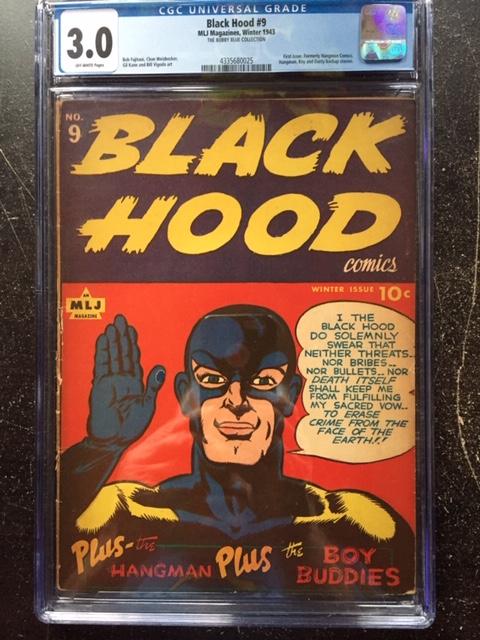 CGC UNIVERSAL GRADE
3.0
OFF-WHITE Pages
Black Hood #9
MLJ Magazines, Winter 1943
THE BOBBY BLUE COLLECTION
Bob Fujitani, Clem Weisbecker,
Gil Kane and Bill Vigoda art
4335680025
First issue. Formerly Hangman Comics.
Hangman, Boy and Dusty backup stories.
NO.
9
BLACK
HOOD
comics
WINTER ISSUE 10¢
AN
MLJ
MAGAZINE
I THE
BLACK HOOD
DO SOLEMNLY
SWEAR THAT
NEITHER THREATS..
NOR BRIBES..
NOR BULLETS.. NOR
DEATH ITSELF
SHALL KEEP ME
FROM FULFILLING
MY SACRED VOW..
TO ERASE
CRIME FROM THE
FACE OF THE
EARTH!!
Plus- the
HANGMAN
Plus the
BOY
BUDDIES